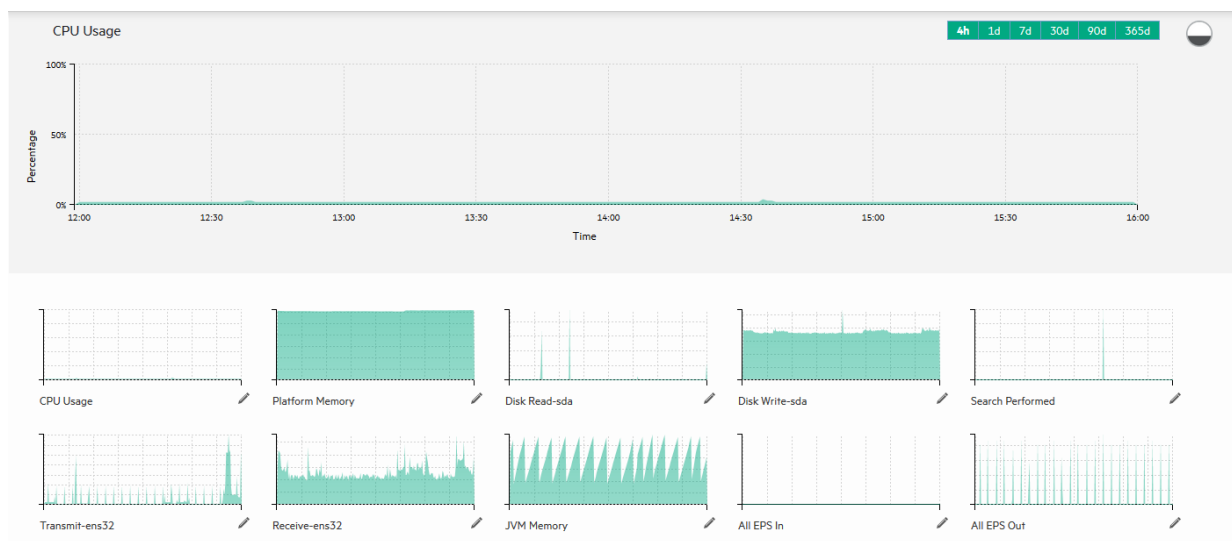 CPU Usage
4h 1d 7d 30d 90d 365d
100%
50%
0%
Percentage
12:00 12:30 13:00 13:30 14:00 14:30 15:00 15:30 16:00
Time
CPU Usage Platform Memory Disk Read-sda Disk Write-sda Search Performed
Transmit-ens32 Receive-ens32 JVM Memory All EPS In All EPS Out